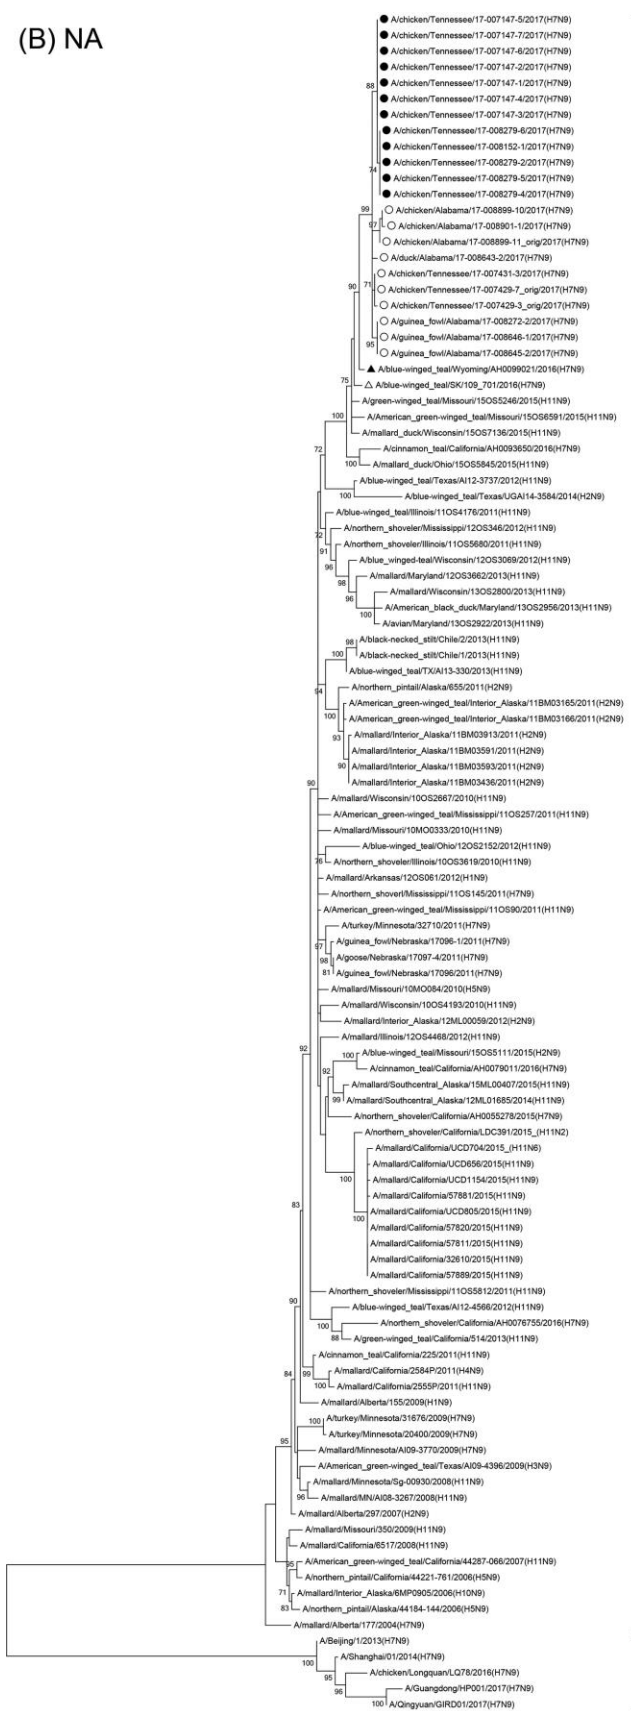 (B) NA
A/chicken/Tennessee/17-007147-5/2017(H7N9)
A/chicken/Tennessee/17-007147-7/2017(H7N9)
A/chicken/Tennessee/17-007147-6/2017(H7N9)
A/chicken/Tennessee/17-007147-2/2017(H7N9)
A/chicken/Tennessee/17-007147-1/2017(H7N9)
88
A/chicken/Tennessee/17-007147-4/2017(H7N9)
A/chicken/Tennessee/17-007147-3/2017(H7N9)
A/chicken/Tennessee/17-008279-6/2017(H7N9)
A/chicken/Tennessee/17-008152-1/2017(H7N9)
A/chicken/Tennessee/17-008279-2/2017(H7N9)
74
A/chicken/Tennessee/17-008279-5/2017(H7N9)
A/chicken/Tennessee/17-008279-4/2017(H7N9)
99
A/chicken/Alabama/17-008899-10/2017(H7N9)
97
A/chicken/Alabama/17-008901-1/2017(H7N9)
A/chicken/Alabama/17-008899-11_orig/2017(H7N9)
A/duck/Alabama/17-008643-2/2017(H7N9)
A/chicken/Tennessee/17-007431-3/2017(H7N9)
90
71
A/chicken/Tennessee/17-007429-7_orig/2017(H7N9)
A/chicken/Tennessee/17-007429-3_orig/2017(H7N9)
A/guinea_fowl/Alabama/17-008272-2/2017(H7N9)
A/guinea_fowl/Alabama/17-008646-1/2017(H7N9)
95
A/guinea_fowl/Alabama/17-008645-2/2017(H7N9)
A/blue-winged_teal/Wyoming/AH0099021/2016(H7N9)
75
A/blue-winged_teal/SK/109_701/2016(H7N9)
A/green-winged_teal/Missouri/15OS5246/2015(H11N9)
100
A/American_green-winged_teal/Missouri/15OS6591/2015(H11N9)
A/mallard_duck/Wisconsin/15OS7136/2015(H11N9)
72
A/cinnamon_teal/California/AH0093650/2016(H7N9)
100
A/mallard_duck/Ohio/15OS5845/2015(H11N9)
A/blue-winged_teal/Texas/AI12-3737/2012(H11N9)
100
A/blue-winged_teal/Texas/UGAI14-3584/2014(H2N9)
A/blue-winged_teal/Illinois/11OS4176/2011(H11N9)
72
A/northern_shoveler/Mississippi/12OS346/2012(H11N9)
91
A/northern_shoveler/Illinois/11OS5680/2011(H11N9)
96
A/blue_winged-teal/Wisconsin/12OS3069/2012(H11N9)
98
A/mallard/Maryland/12OS3662/2013(H11N9)
96
A/mallard/Wisconsin/13OS2800/2013(H11N9)
100
A/American_black_duck/Maryland/13OS2956/2013(H11N9)
A/avian/Maryland/13OS2922/2013(H11N9)
98
A/black-necked_stilt/Chile/2/2013(H11N9)
100
A/black-necked_stilt/Chile/1/2013(H11N9)
A/blue-winged_teal/TX/AI13-330/2013(H11N9)
94
A/northern_pintail/Alaska/655/2011(H2N9)
A/American_green-winged_teal/Interior_Alaska/11BM03165/2011(H2N9)
100
A/American_green-winged_teal/Interior_Alaska/11BM03166/2011(H2N9)
93
A/mallard/Interior_Alaska/11BM03913/2011(H2N9)
A/mallard/Interior_Alaska/11BM03591/2011(H2N9)
90
A/mallard/Interior_Alaska/11BM03593/2011(H2N9)
A/mallard/Interior_Alaska/11BM03436/2011(H2N9)
90
A/mallard/Wisconsin/10OS2667/2010(H11N9)
A/American_green-winged_teal/Mississippi/11OS257/2011(H11N9)
A/mallard/Missouri/10MO0333/2010(H11N9)
A/blue-winged_teal/Ohio/12OS2152/2012(H11N9)
76
A/northern_shoveler/Illinois/10OS3619/2010(H11N9)
A/mallard/Arkansas/12OS061/2012(H1N9)
A/northern_shoverl/Mississippi/11OS145/2011(H7N9)
A/American_green-winged_teal/Mississippi/11OS90/2011(H11N9)
A/turkey/Minnesota/32710/2011(H7N9)
97
A/guinea_fowl/Nebraska/17096-1/2011(H7N9)
98
A/goose/Nebraska/17097-4/2011(H7N9)
81
A/guinea_fowl/Nebraska/17096/2011(H7N9)
A/mallard/Missouri/10MO084/2010(H5N9)
A/mallard/Wisconsin/10OS4193/2010(H11N9)
A/mallard/Interior_Alaska/12ML00059/2012(H2N9)
A/mallard/Illinois/12OS4468/2012(H11N9)
92
100
A/blue-winged_teal/Missouri/15OS5111/2015(H2N9)
92
A/cinnamon_teal/California/AH0079011/2016(H7N9)
A/mallard/Southcentral_Alaska/15ML00407/2015(H11N9)
99
A/mallard/Southcentral_Alaska/12ML01685/2014(H11N9)
A/northern_shoveler/California/AH0055278/2015(H7N9)
A/northern_shoveler/California/LDC391/2015_(H11N2)
A/mallard/California/UCD704/2015_(H11N6)
A/mallard/California/UCD656/2015(H11N9)
100
A/mallard/California/UCD1154/2015(H11N9)
A/mallard/California/57881/2015(H11N9)
83
100
A/mallard/California/UCD805/2015(H11N9)
A/mallard/California/57820/2015(H11N9)
A/mallard/California/57811/2015(H11N9)
A/mallard/California/32610/2015(H11N9)
A/mallard/California/57889/2015(H11N9)
A/northern_shoveler/Mississippi/11OS5812/2011(H11N9)
90
A/blue-winged_teal/Texas/AI12-4566/2012(H11N9)
100
A/northern_shoveler/California/AH0076755/2016(H7N9)
88
A/green-winged_teal/California/514/2013(H11N9)
A/cinnamon_teal/California/225/2011(H11N9)
84
99
A/mallard/California/2584P/2011(H4N9)
100
A/mallard/California/2555P/2011(H11N9)
A/mallard/Alberta/155/2009(H1N9)
100
A/turkey/Minnesota/31676/2009(H7N9)
A/turkey/Minnesota/20400/2009(H7N9)
95
A/mallard/Minnesota/AI09-3770/2009(H7N9)
A/American_green-winged_teal/Texas/AI09-4396/2009(H3N9)
A/mallard/Minnesota/Sg-00930/2008(H11N9)
96
A/mallard/MN/AI08-3267/2008(H11N9)
A/mallard/Alberta/297/2007(H2N9)
A/mallard/Missouri/350/2009(H11N9)
A/mallard/California/6517/2008(H11N9)
95
A/American_green-winged_teal/California/44287-066/2007(H11N9)
A/northern_pintail/California/44221-761/2006(H5N9)
71
A/mallard/Interior_Alaska/6MP0905/2006(H10N9)
83
A/northern_pintail/Alaska/44184-144/2006(H5N9)
A/mallard/Alberta/177/2004(H7N9)
A/Beijing/1/2013(H7N9)
100
A/Shanghai/01/2014(H7N9)
95
A/chicken/Longquan/LQ78/2016(H7N9)
96
A/Guangdong/HP001/2017(H7N9)
100
A/Qingyuan/GIRD01/2017(H7N9)